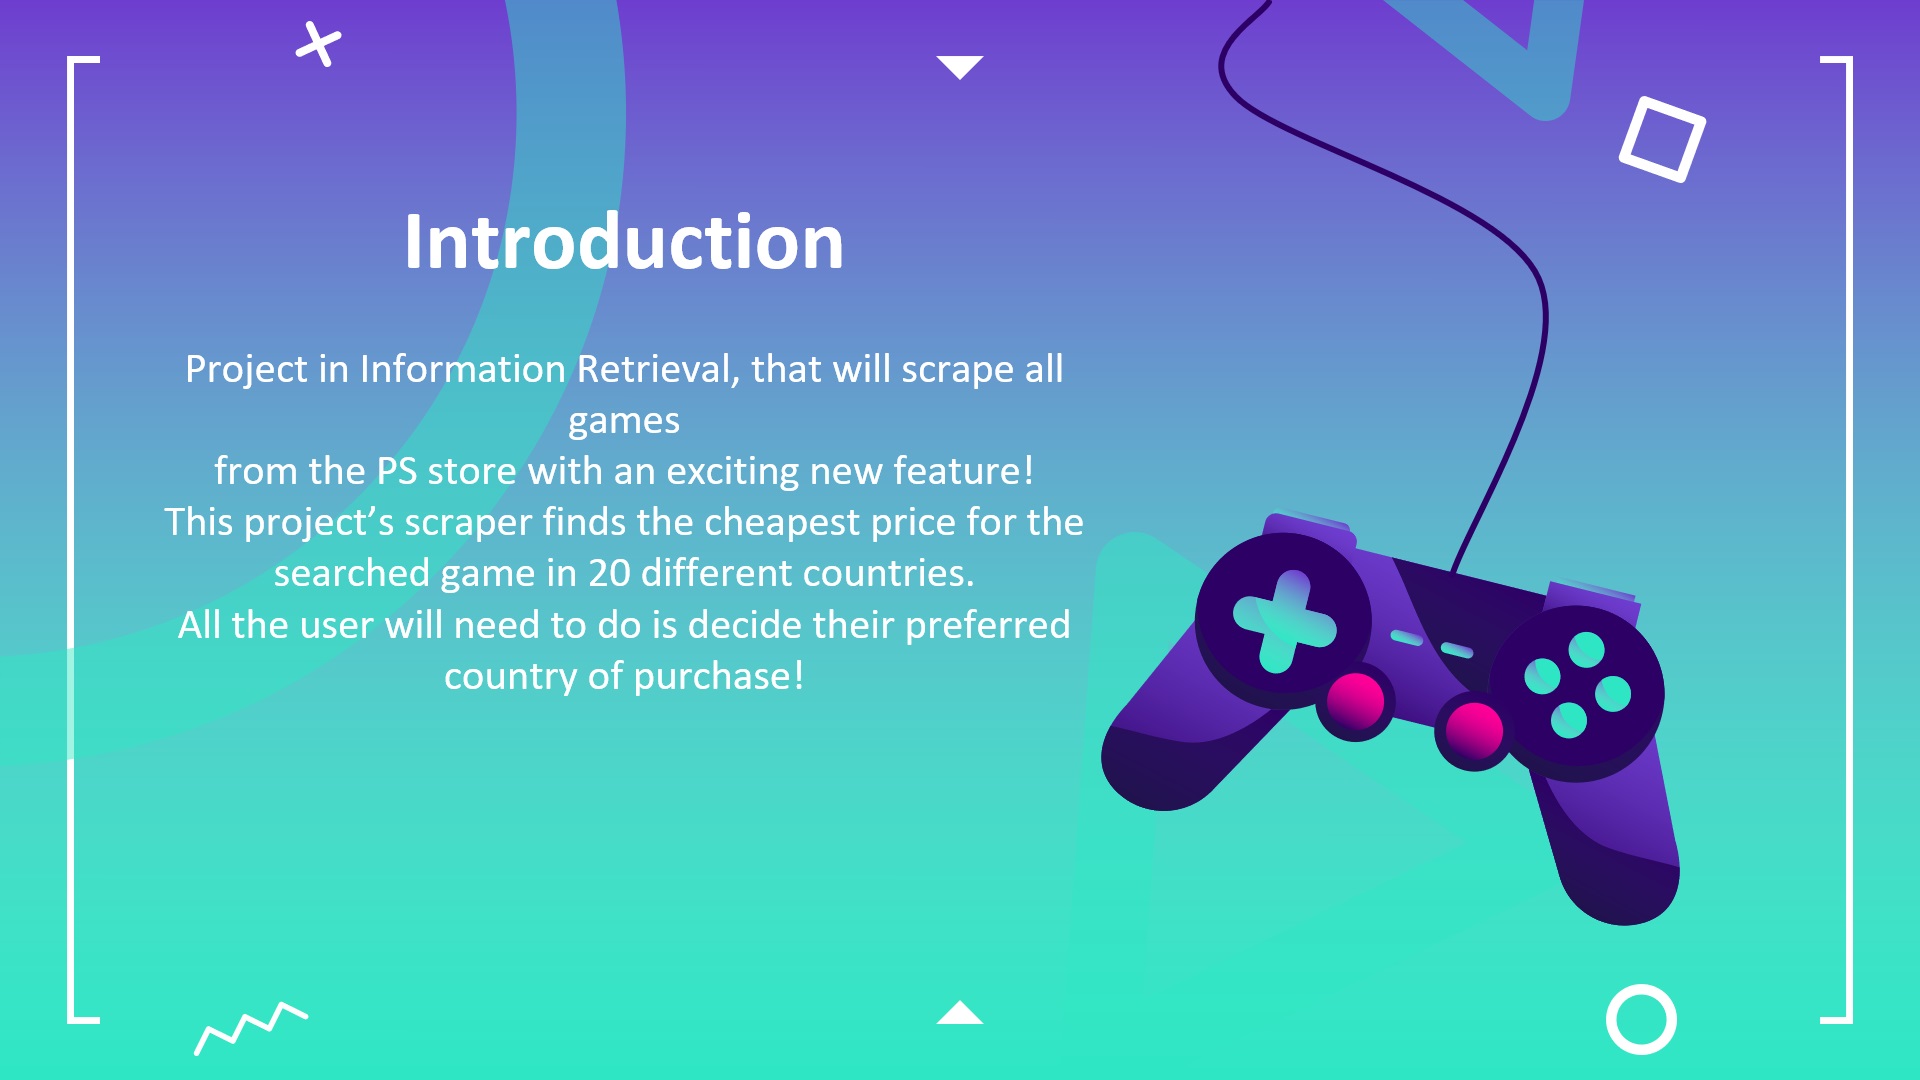 Introduction
Project in Information Retrieval, that will scrape all
games
from the PS store with an exciting new feature!
This project’s scraper finds the cheapest price for the
searched game in 20 different countries.
All the user will need to do is decide their preferred
country of purchase!